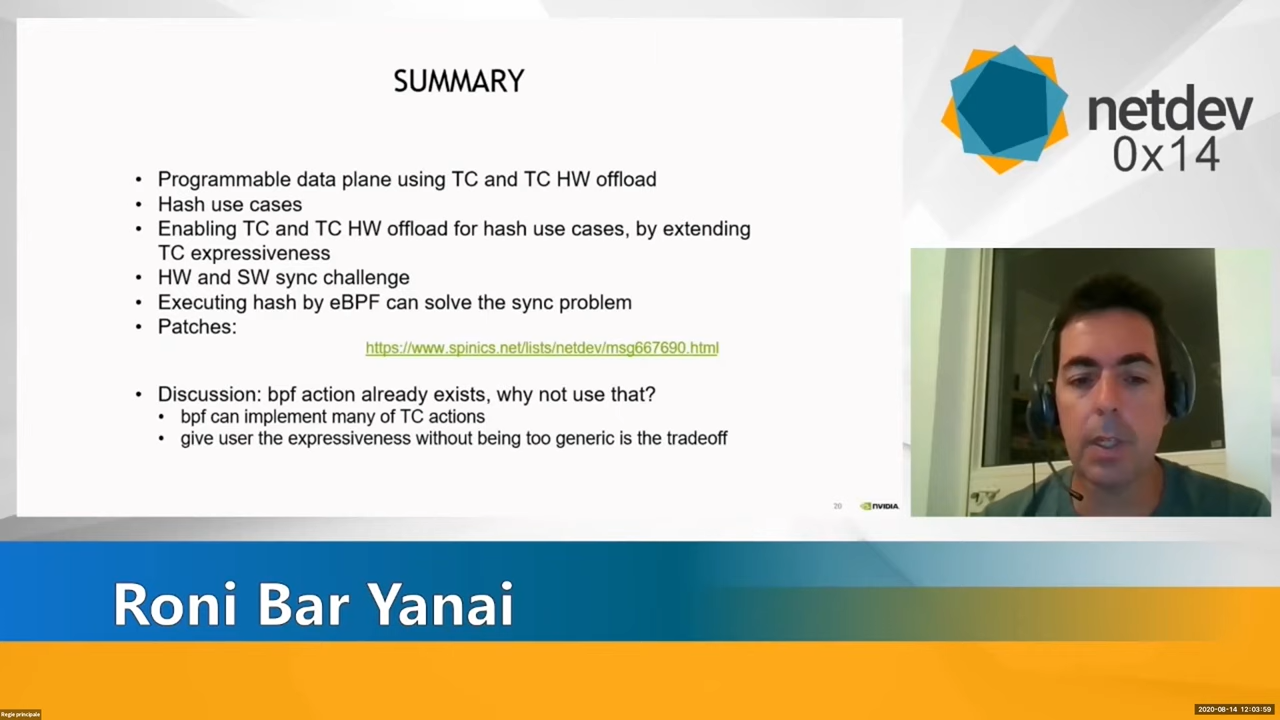 SUMMARY
• Programmable data plane using TC and TC HW offload
• Hash use cases
• Enabling TC and TC HW offload for hash use cases, by extending
TC expressiveness
• HW and SW sync challenge
• Executing hash by eBPF can solve the sync problem
• Patches:
https://www.spinics.net/lists/netdev/msg667690.html
• Discussion: bpf action already exists, why not use that?
• bpf can implement many of TC actions
• give user the expressiveness without being too generic is the tradeoff
20
NVIDIA
netdev
0x14
Roni Bar Yanai
Regie principale
2020-08-14 12:03:59